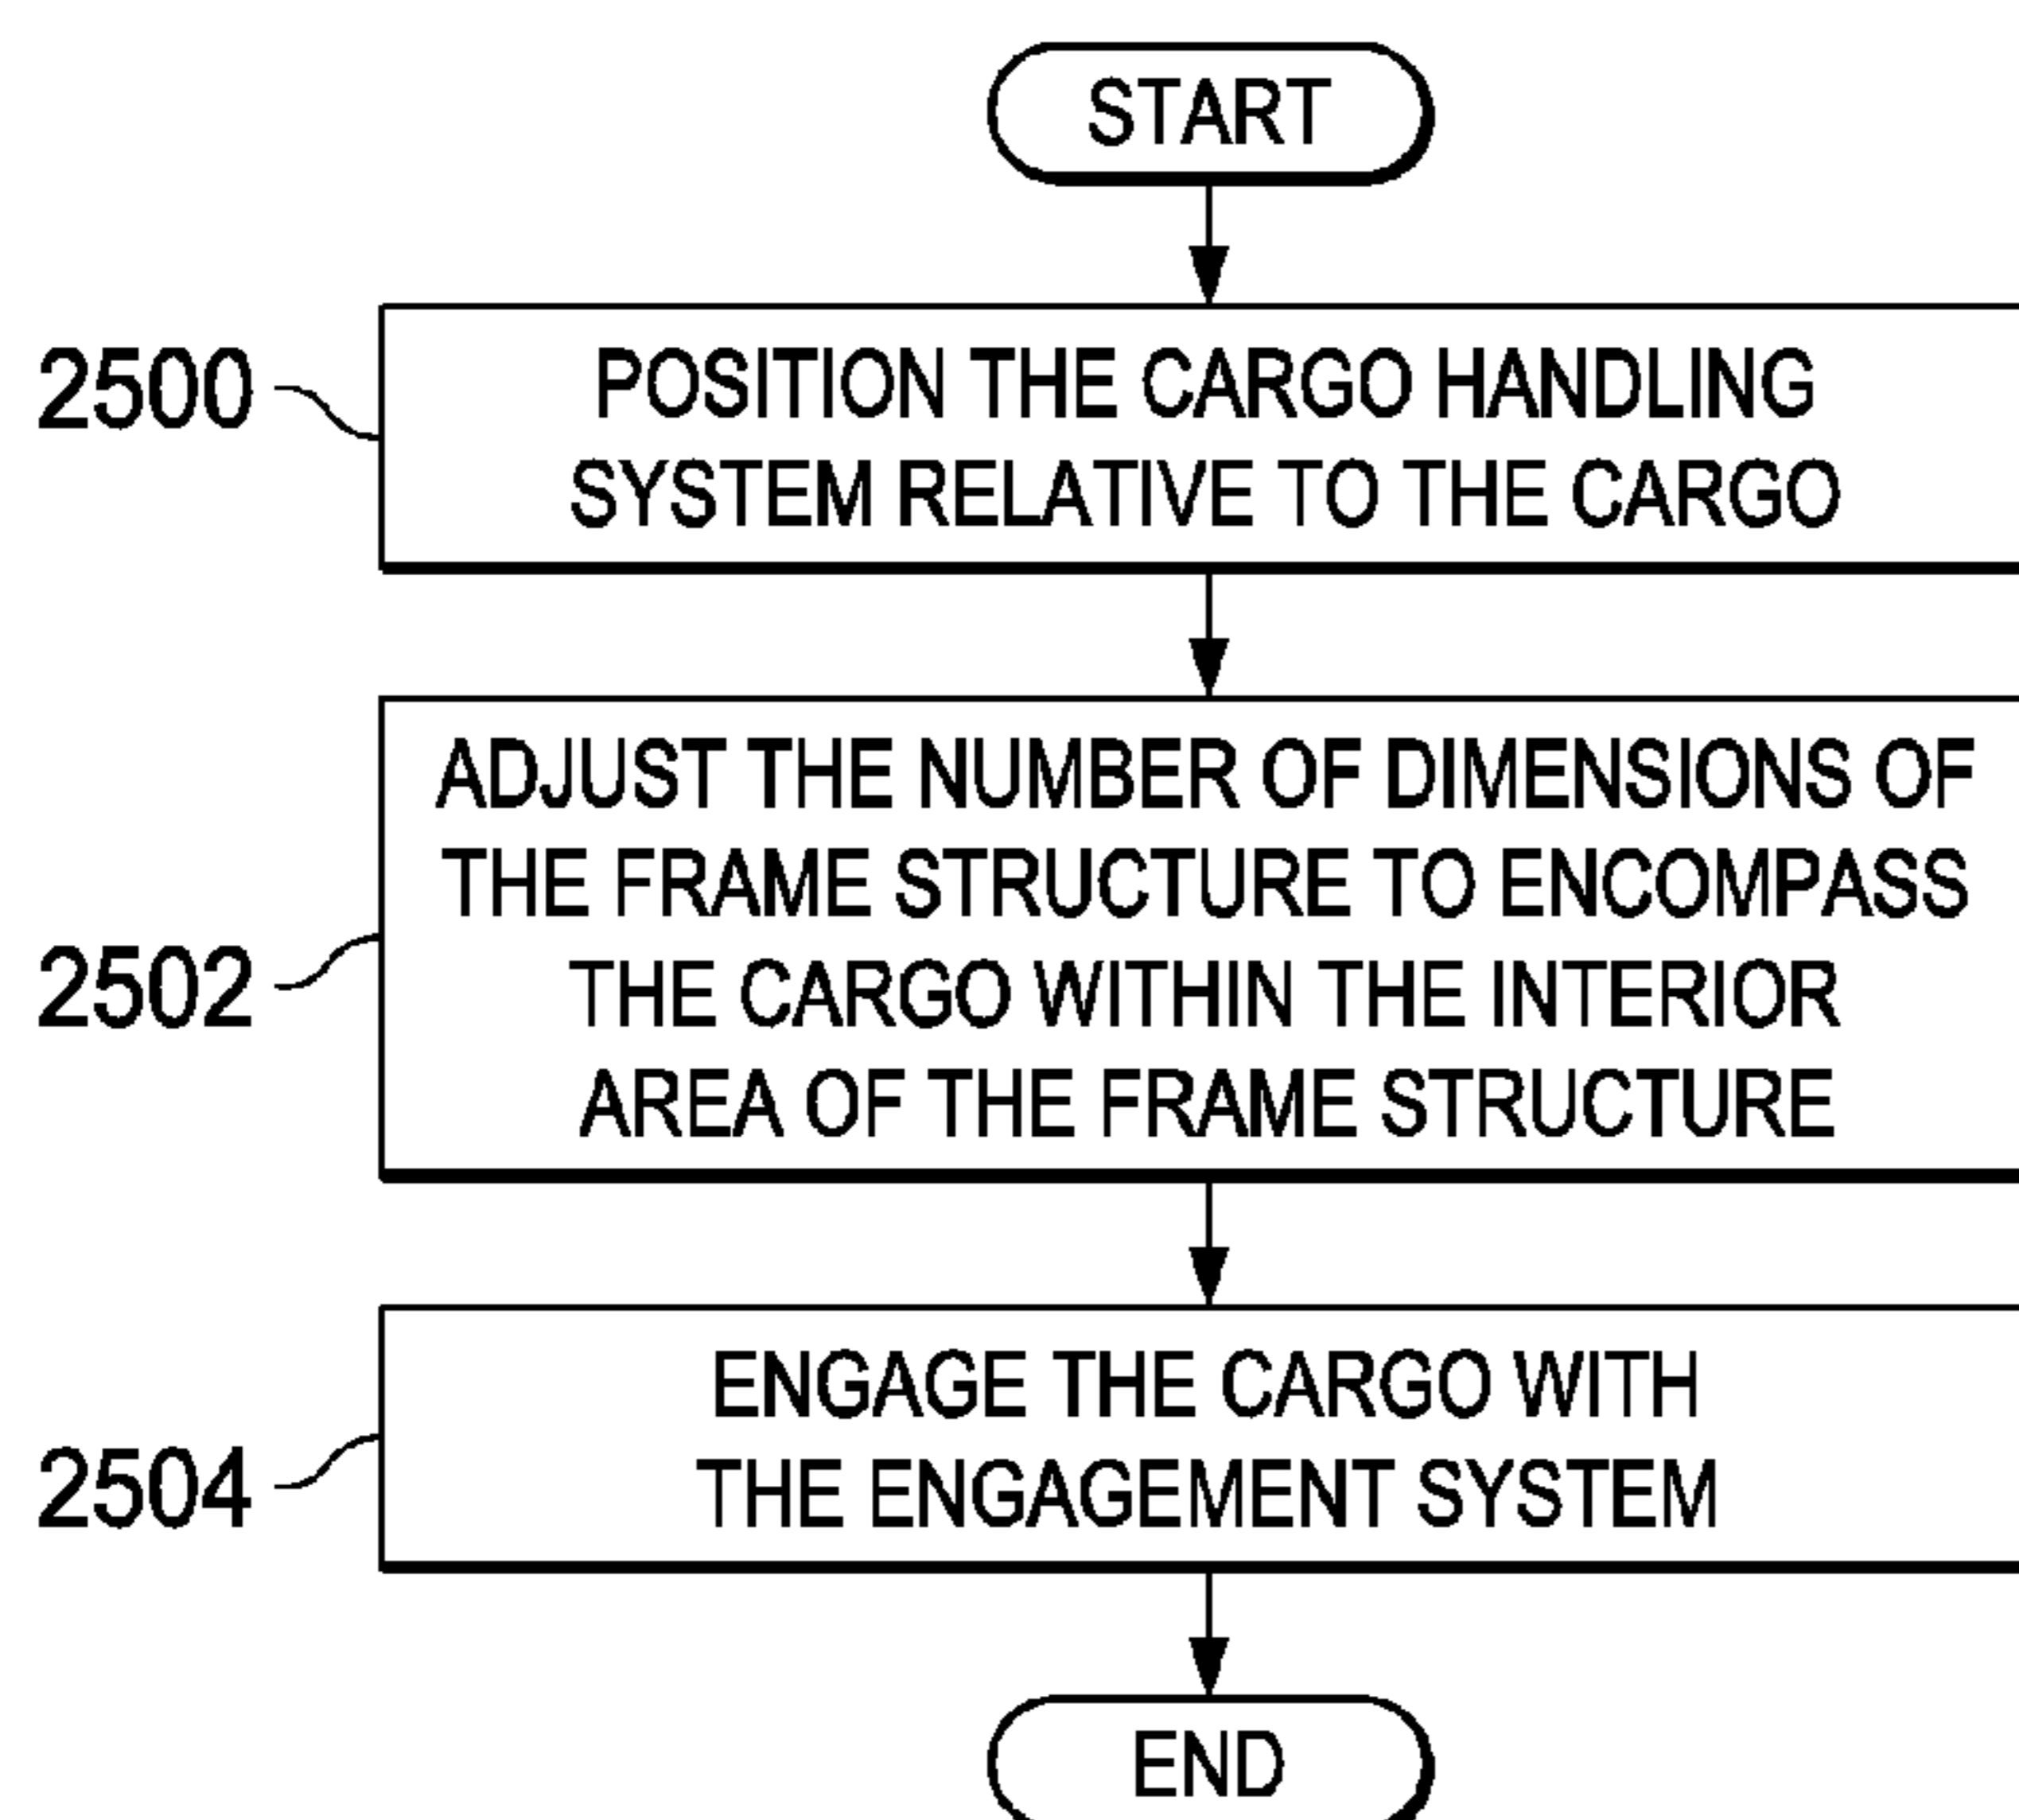 START
2500
POSITION THE CARGO HANDLING
SYSTEM RELATIVE TO THE CARGO
2502
ADJUST THE NUMBER OF DIMENSIONS OF
THE FRAME STRUCTURE TO ENCOMPASS
THE CARGO WITHIN THE INTERIOR
AREA OF THE FRAME STRUCTURE
2504
ENGAGE THE CARGO WITH
THE ENGAGEMENT SYSTEM
END